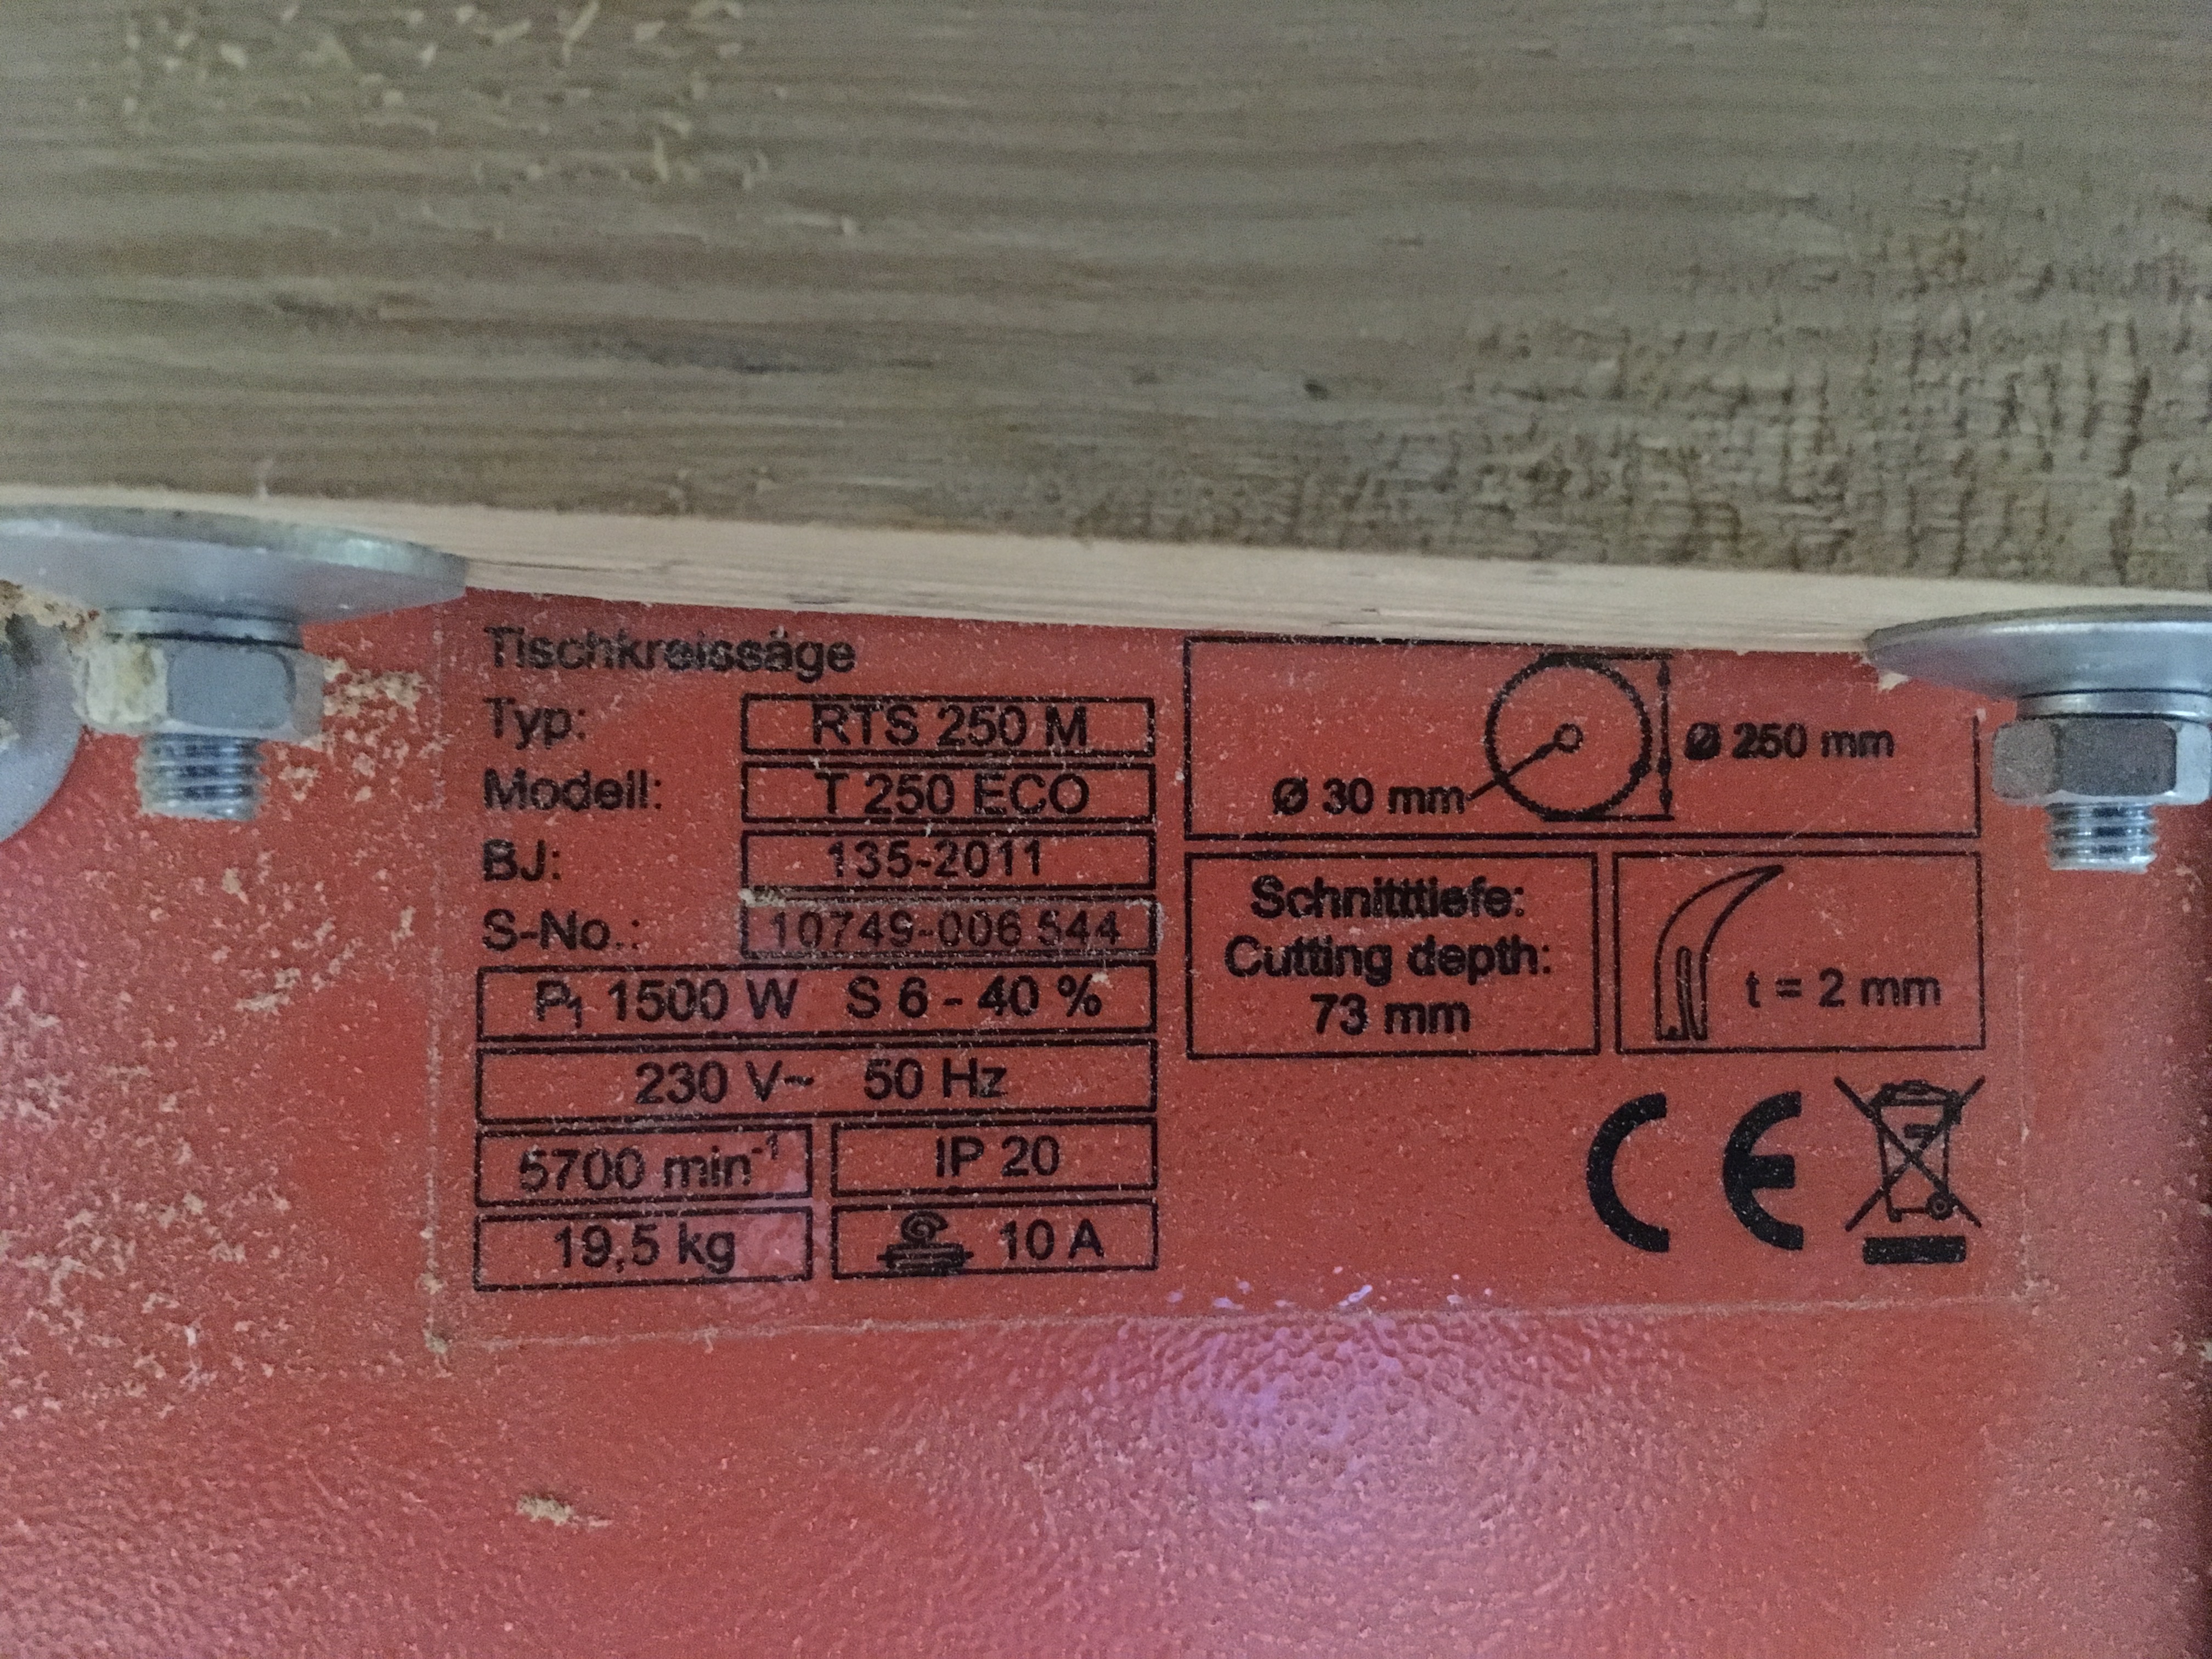 Tischkreissäge
Typ: RTS 250 M
Modell: T 250 ECO
BJ: 135-2011
S-No.: 10749-006 544
P1 1500 W S 6 - 40 %
230 V~ 50 Hz
5700 min⁻¹ IP 20
19,5 kg 10 A
Ø 250 mm
Ø 30 mm
Schnitttiefe:
Cutting depth:
73 mm
t = 2 mm
CE